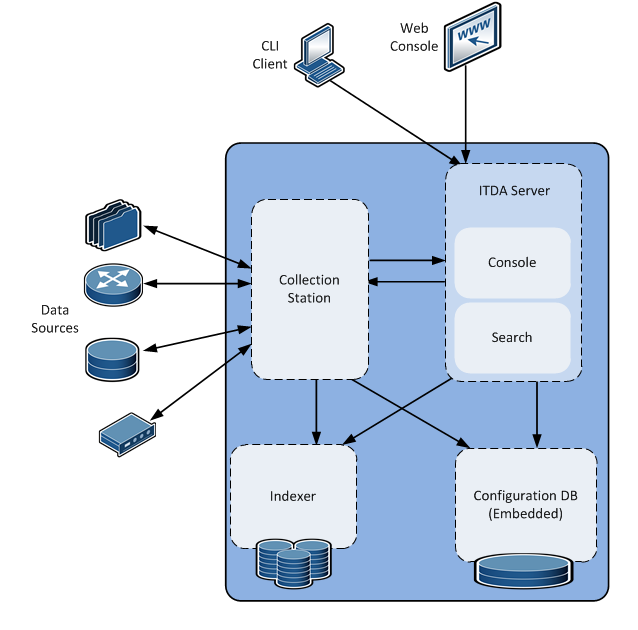 CLI
Client
Web
Console
WWW
ITDA Server
Console
Search
Collection
Station
Data
Sources
Indexer
Configuration DB
(Embedded)